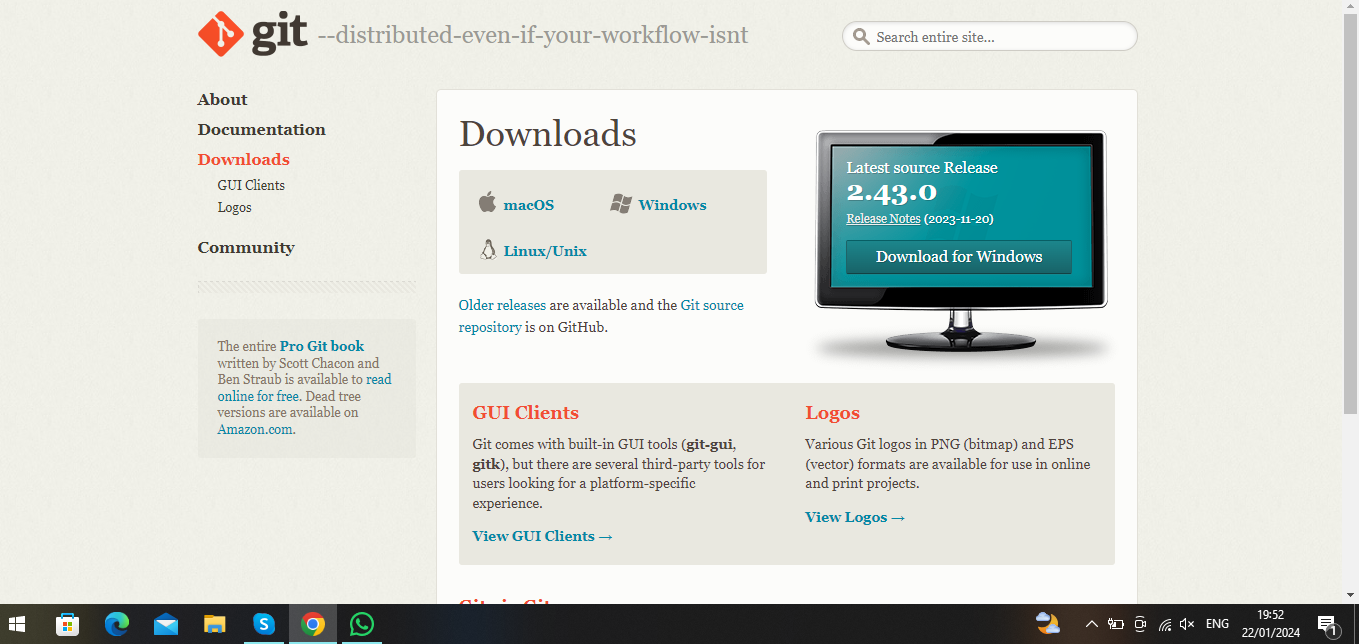 git --distributed-even-if-your-workflow-isnt
Search entire site...
About
Documentation
Downloads
GUI Clients
Logos
Community
The entire Pro Git book
written by Scott Chacon and
Ben Straub is available to read
online for free. Dead tree
versions are available on
Amazon.com.
Downloads
macOS
Windows
Linux/Unix
Older releases are available and the Git source
repository is on GitHub.
Latest source Release
2.43.0
Release Notes (2023-11-20)
Download for Windows
GUI Clients
Git comes with built-in GUI tools (git-gui,
gitk), but there are several third-party tools for
users looking for a platform-specific
experience.
View GUI Clients →
Logos
Various Git logos in PNG (bitmap) and EPS
(vector) formats are available for use in online
and print projects.
View Logos →
ENG
19:52
22/01/2024
1